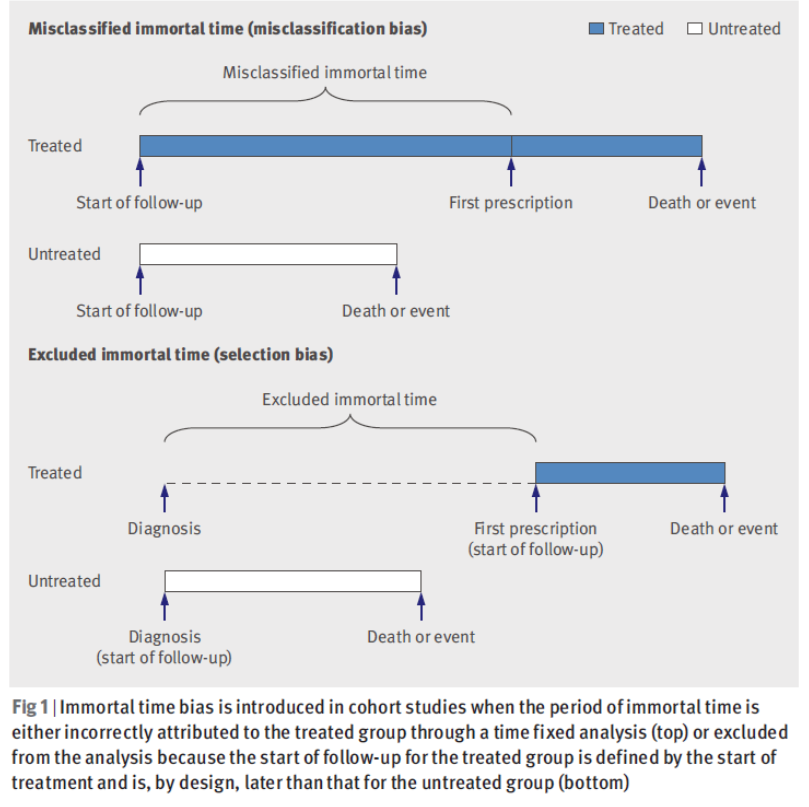 Misclassified immortal time (misclassification bias)
Treated
Untreated
Misclassified immortal time
Treated
Start of follow-up
First prescription
Death or event
Untreated
Start of follow-up
Death or event
Excluded immortal time (selection bias)
Excluded immortal time
Treated
Diagnosis
First prescription
(start of follow-up)
Death or event
Untreated
Diagnosis
(start of follow-up)
Death or event
Fig 1 | Immortal time bias is introduced in cohort studies when the period of immortal time is
either incorrectly attributed to the treated group through a time fixed analysis (top) or excluded
from the analysis because the start of follow-up for the treated group is defined by the start of
treatment and is, by design, later than that for the untreated group (bottom)